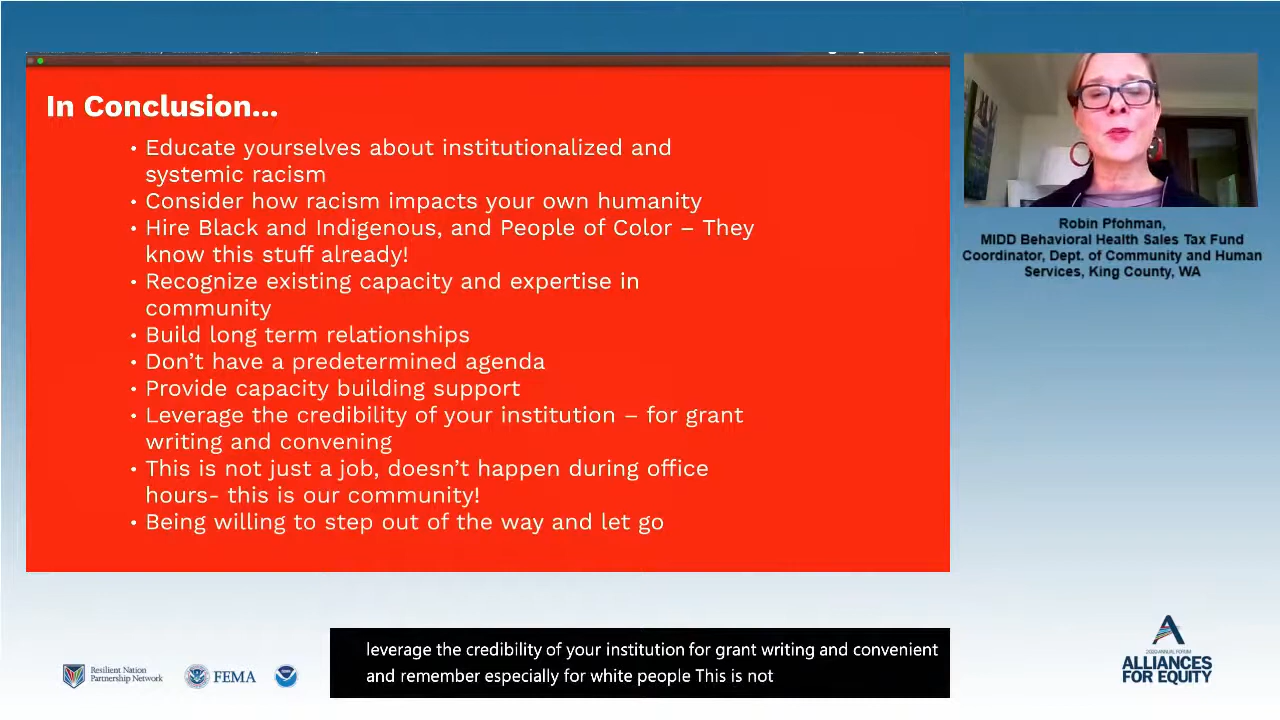 In Conclusion...
• Educate yourselves about institutionalized and
systemic racism
• Consider how racism impacts your own humanity
• Hire Black and Indigenous, and People of Color – They
know this stuff already!
• Recognize existing capacity and expertise in
community
• Build long term relationships
• Don't have a predetermined agenda
• Provide capacity building support
• Leverage the credibility of your institution – for grant
writing and convening
• This is not just a job, doesn't happen during office
hours- this is our community!
• Being willing to step out of the way and let go
Robin Pfohman,
MIDD Behavioral Health Sales Tax Fund
Coordinator, Dept. of Community and Human
Services, King County, WA
leverage the credibility of your institution for grant writing and convenient
and remember especially for white people This is not
Resilient Nation
Partnership Network
FEMA
ALLIANCES
FOR EQUITY